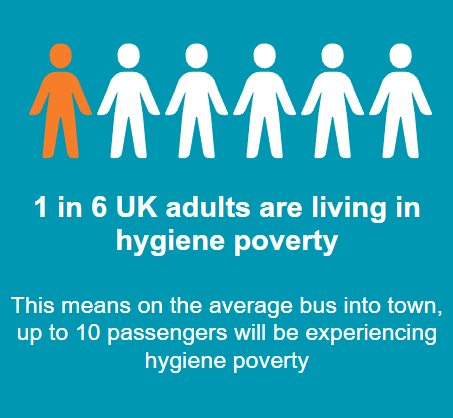 1 in 6 UK adults are living in
hygiene poverty
This means on the average bus into town,
up to 10 passengers will be experiencing
hygiene poverty